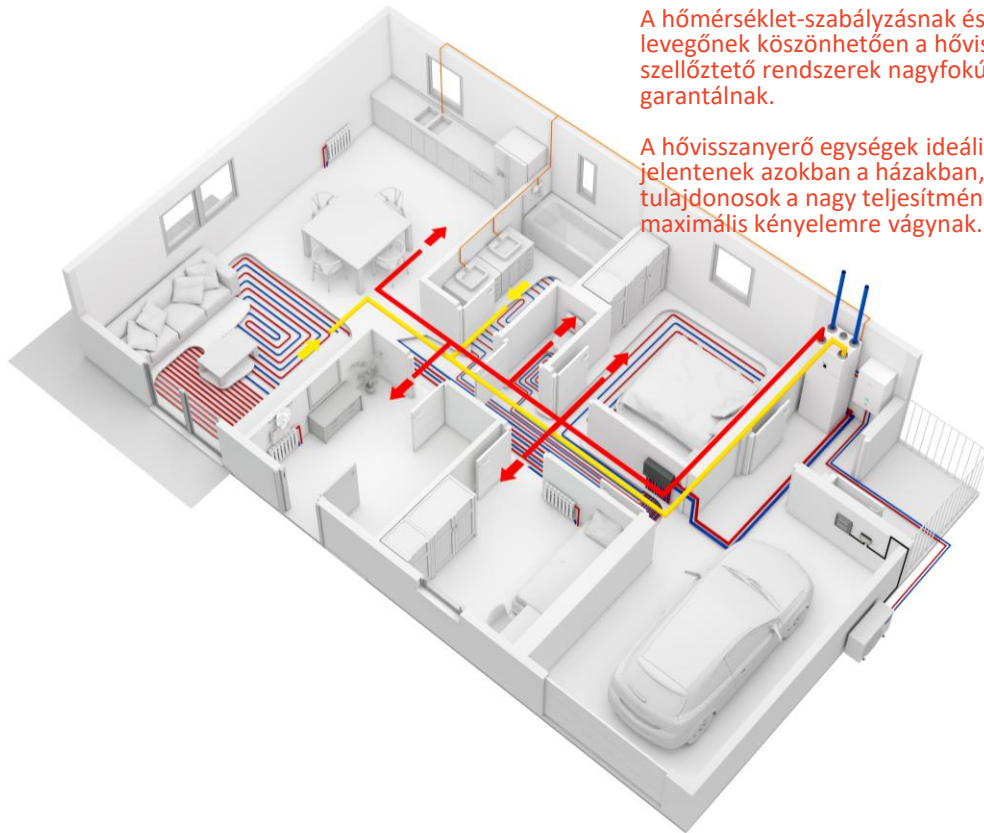 A hőmérséklet-szabályzásnak és
levegőnek köszönhetően a hővis
szellőztető rendszerek nagyfokú
garantálnak.
A hővisszanyerő egységek ideáli
jelentenek azokban a házakban,
tulajdonosok a nagy teljesítmén
maximális kényelemre vágynak.